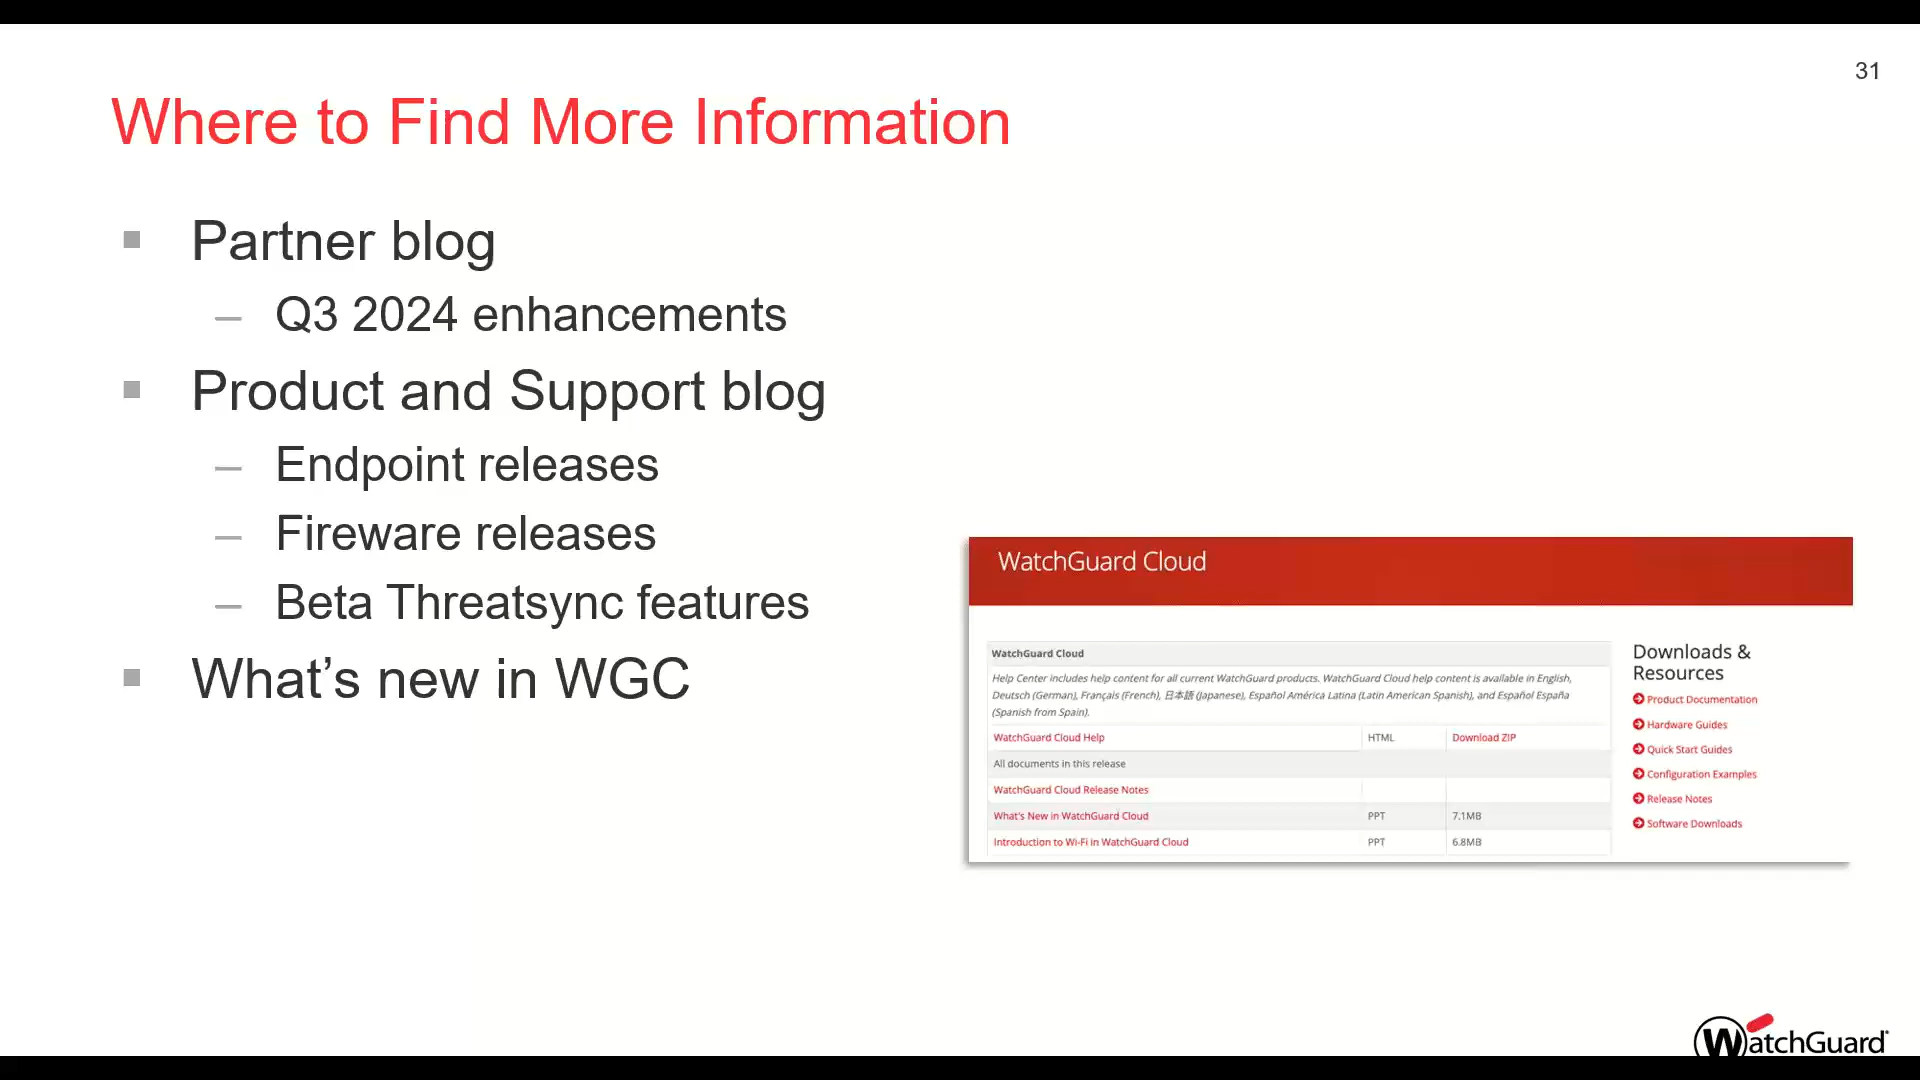 31
Where to Find More Information
Partner blog
– Q3 2024 enhancements
Product and Support blog
– Endpoint releases
– Fireware releases
– Beta Threatsync features
What’s new in WGC
WatchGuard Cloud
WatchGuard Cloud
Help Center includes help content for all current WatchGuard products. WatchGuard Cloud help content is available in English,
Deutsch (German), Français (French), 日本語 (Japanese), Español América Latina (Latin American Spanish), and Español España
(Spanish from Spain).
WatchGuard Cloud Help HTML Download ZIP
All documents in this release
WatchGuard Cloud Release Notes
What's New in WatchGuard Cloud PPT 7.1MB
Introduction to Wi-Fi in WatchGuard Cloud PPT 6.8MB
Downloads &
Resources
Product Documentation
Hardware Guides
Quick Start Guides
Configuration Examples
Release Notes
Software Downloads
WatchGuard